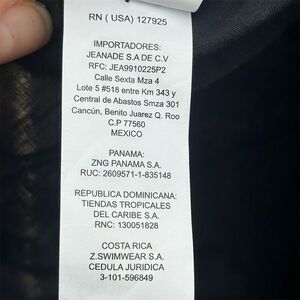 RN ( USA) 127925
IMPORTADORES:
JEANADE S.A DE C.V
RFC: JEA9910225P2
Calle Sexta Mza 4
Lote 5 #518 entre Km 343 y
Central de Abastos Smza 301
Cancún, Benito Juarez Q. Roo
C.P 77560
MEXICO
PANAMA:
ZNG PANAMA S.A.
RUC: 2609571-1-835148
REPUBLICA DOMINICANA:
TIENDAS TROPICALES
DEL CARIBE S.A.
RNC: 130051828
COSTA RICA
Z.SWIMWEAR S.A.
CEDULA JURIDICA
3-101-596849